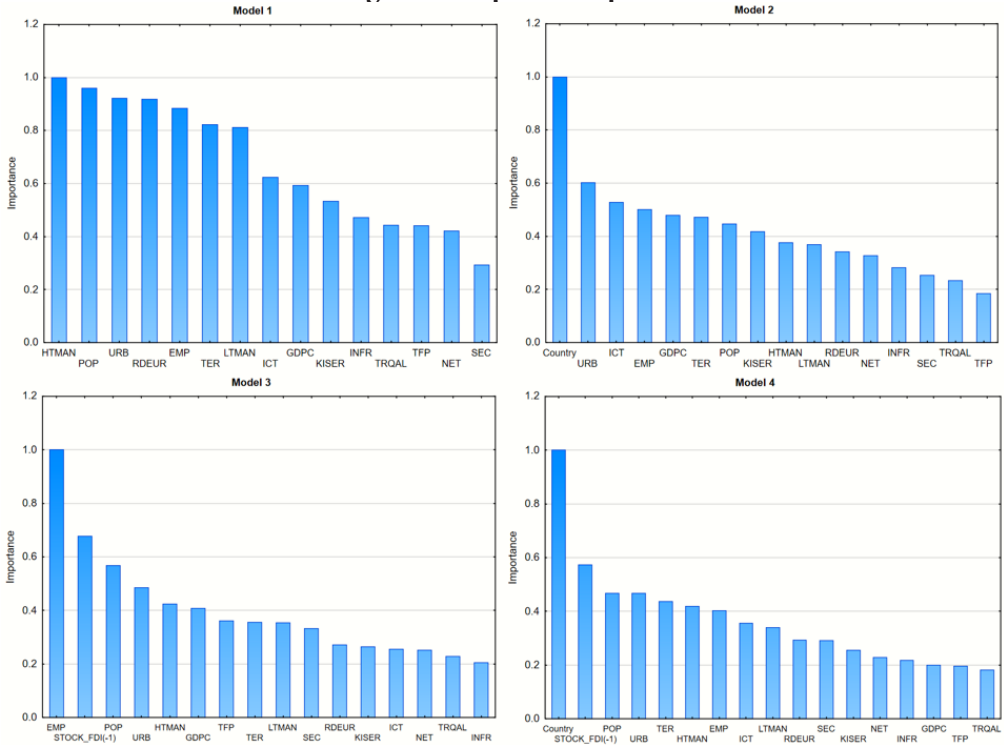 Model 1
1.2
1.0
0.8
0.6
0.4
0.2
0.0
Importance
HTMAN URB EMP LTMAN GDPC INFR TFP SEC
POP RDEUR TER ICT KISER TRQAL NET
Model 2
1.2
1.0
0.8
0.6
0.4
0.2
0.0
Importance
Country ICT GDPC POP HTMAN RDEUR INFR TRQAL
URB EMP TER KISER LTMAN NET SEC TFP
Model 3
1.2
1.0
0.8
0.6
0.4
0.2
0.0
Importance
EMP POP HTMAN TFP LTMAN RDEUR ICT TRQAL
STOCK_FDI(-1) URB GDPC TER SEC KISER NET INFR
Model 4
1.2
1.0
0.8
0.6
0.4
0.2
0.0
Importance
Country POP TER EMP LTMAN SEC NET GDPC TRQAL
STOCK_FDI(-1) URB HTMAN ICT RDEUR KISER INFR TFP